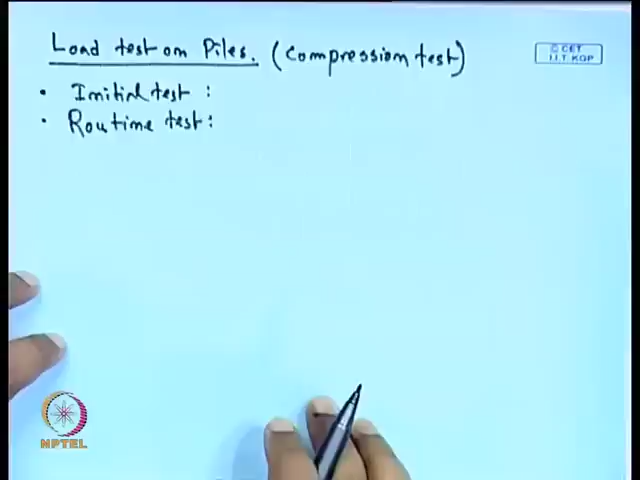 Load test on Piles. (Compression test)
© CET
I.I.T. KGP
• Initial test :
• Routine test :
NPTEL